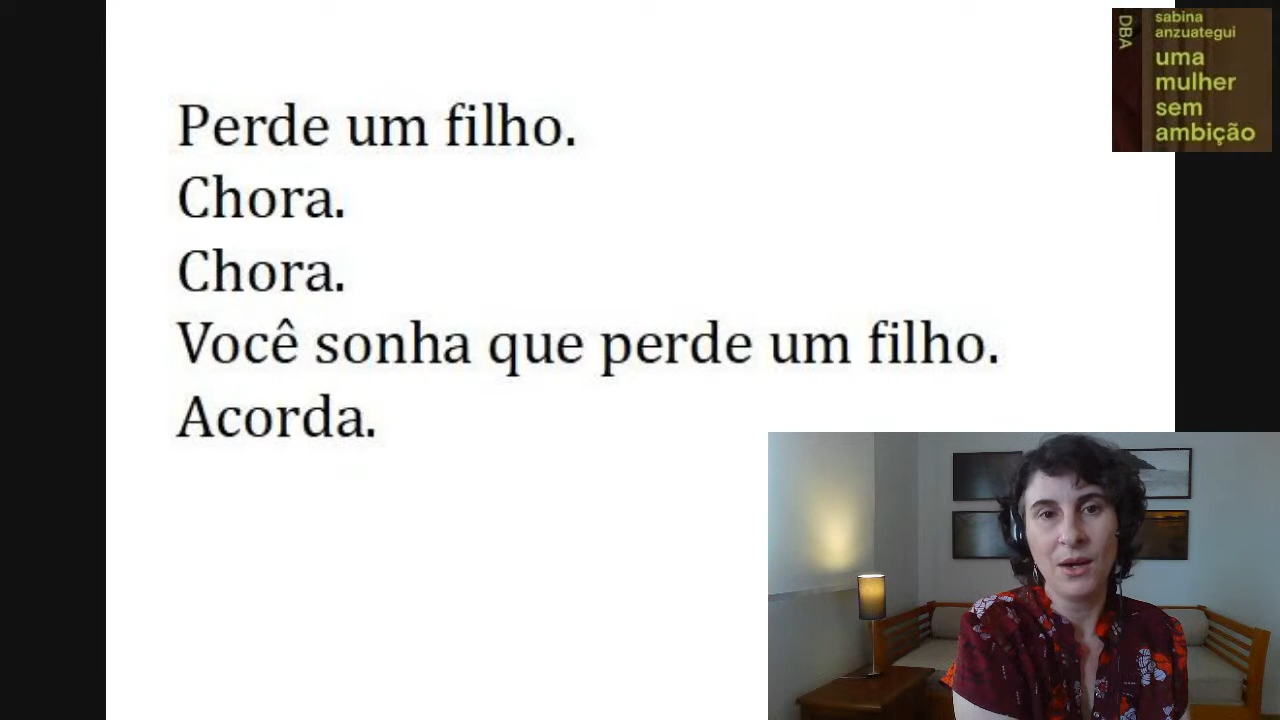 Perde um filho.
Chora.
Chora.
Você sonha que perde um filho.
Acorda.
DBA
sabina
anzuategui
uma
mulher
sem
ambição